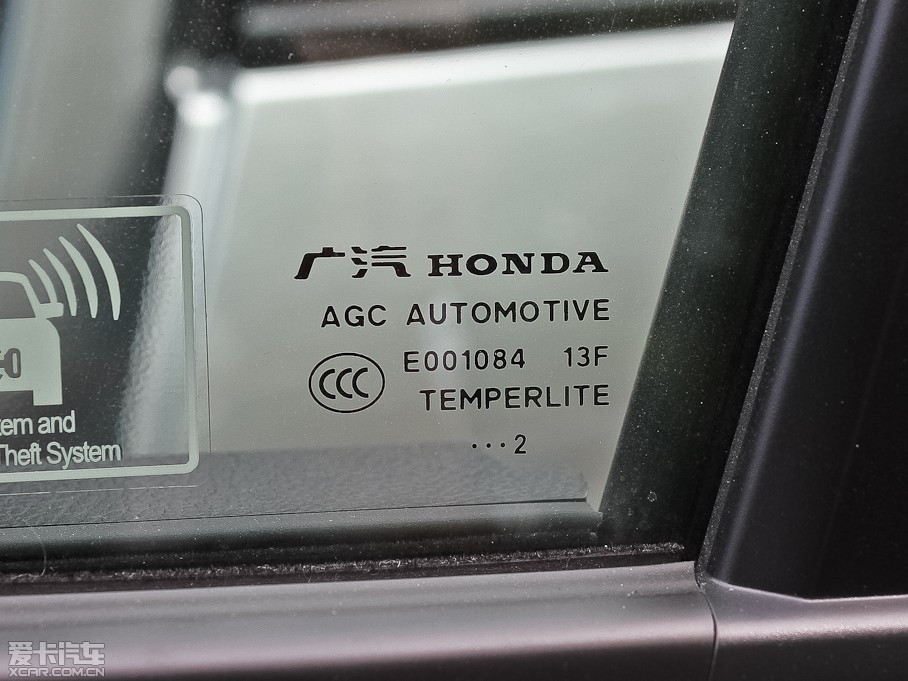 广汽 HONDA
AGC AUTOMOTIVE
CCC E001084 13F
TEMPERLITE
•••2
tem and
Theft System
爱卡汽车
XCAR.COM.CN